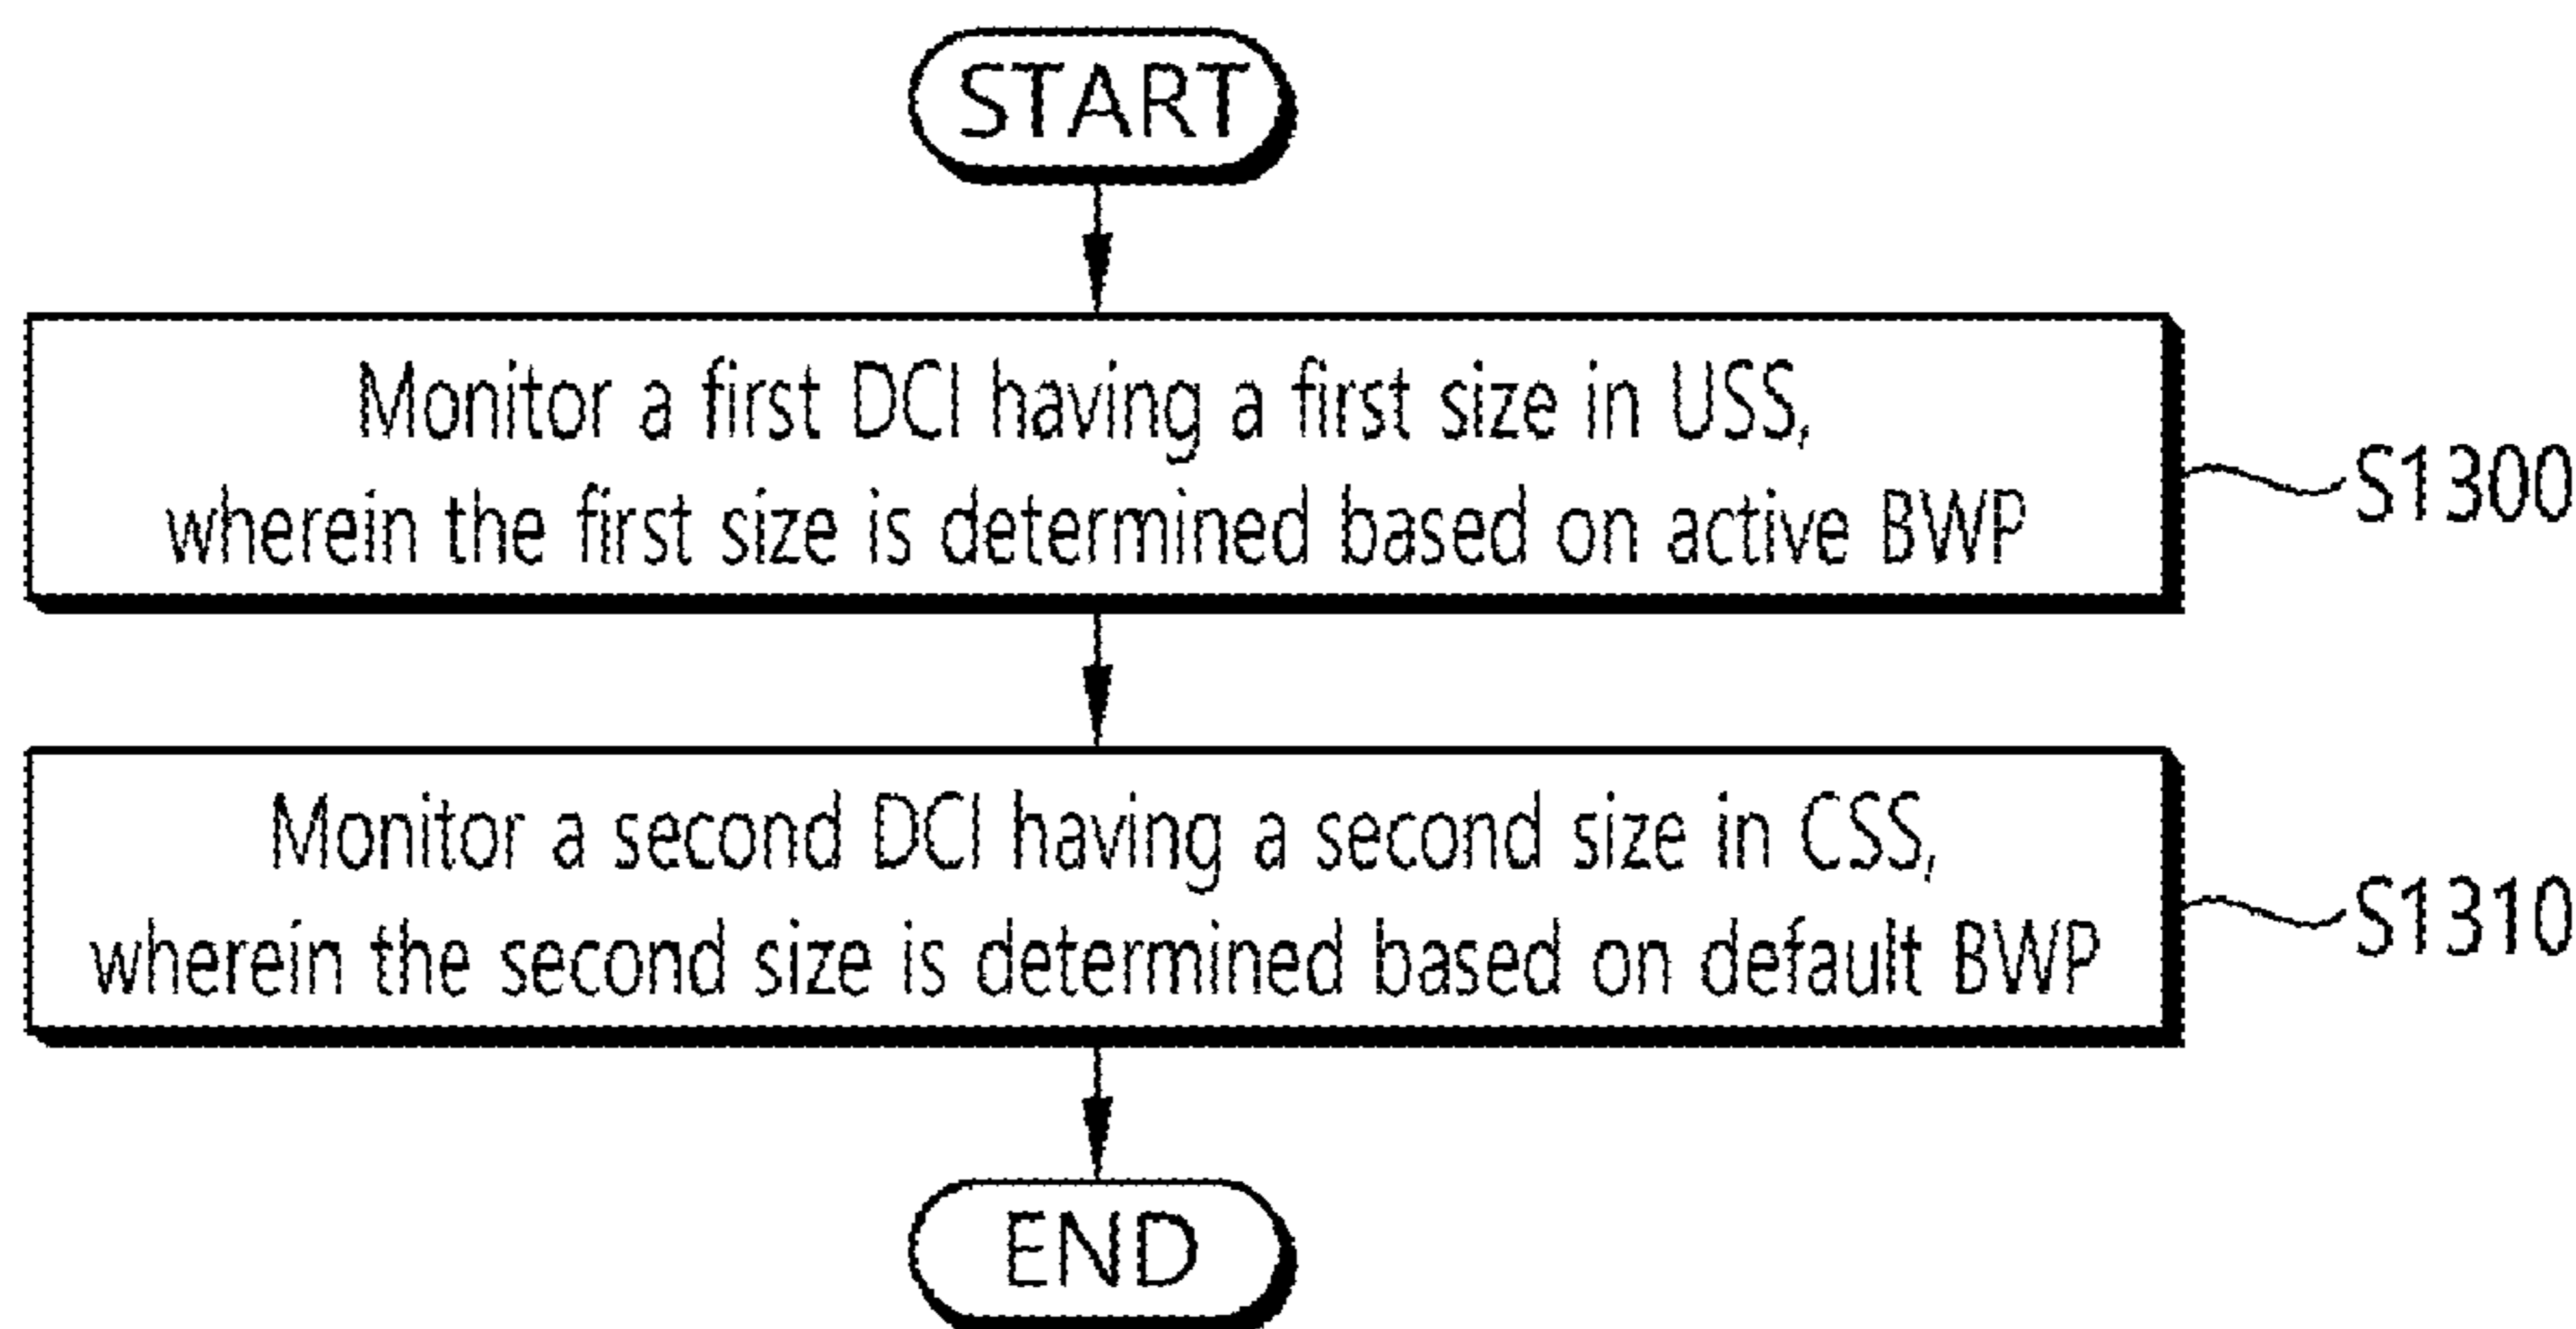 START
Monitor a first DCI having a first size in USS,
wherein the first size is determined based on active BWP
S1300
Monitor a second DCI having a second size in CSS,
wherein the second size is determined based on default BWP
S1310
END